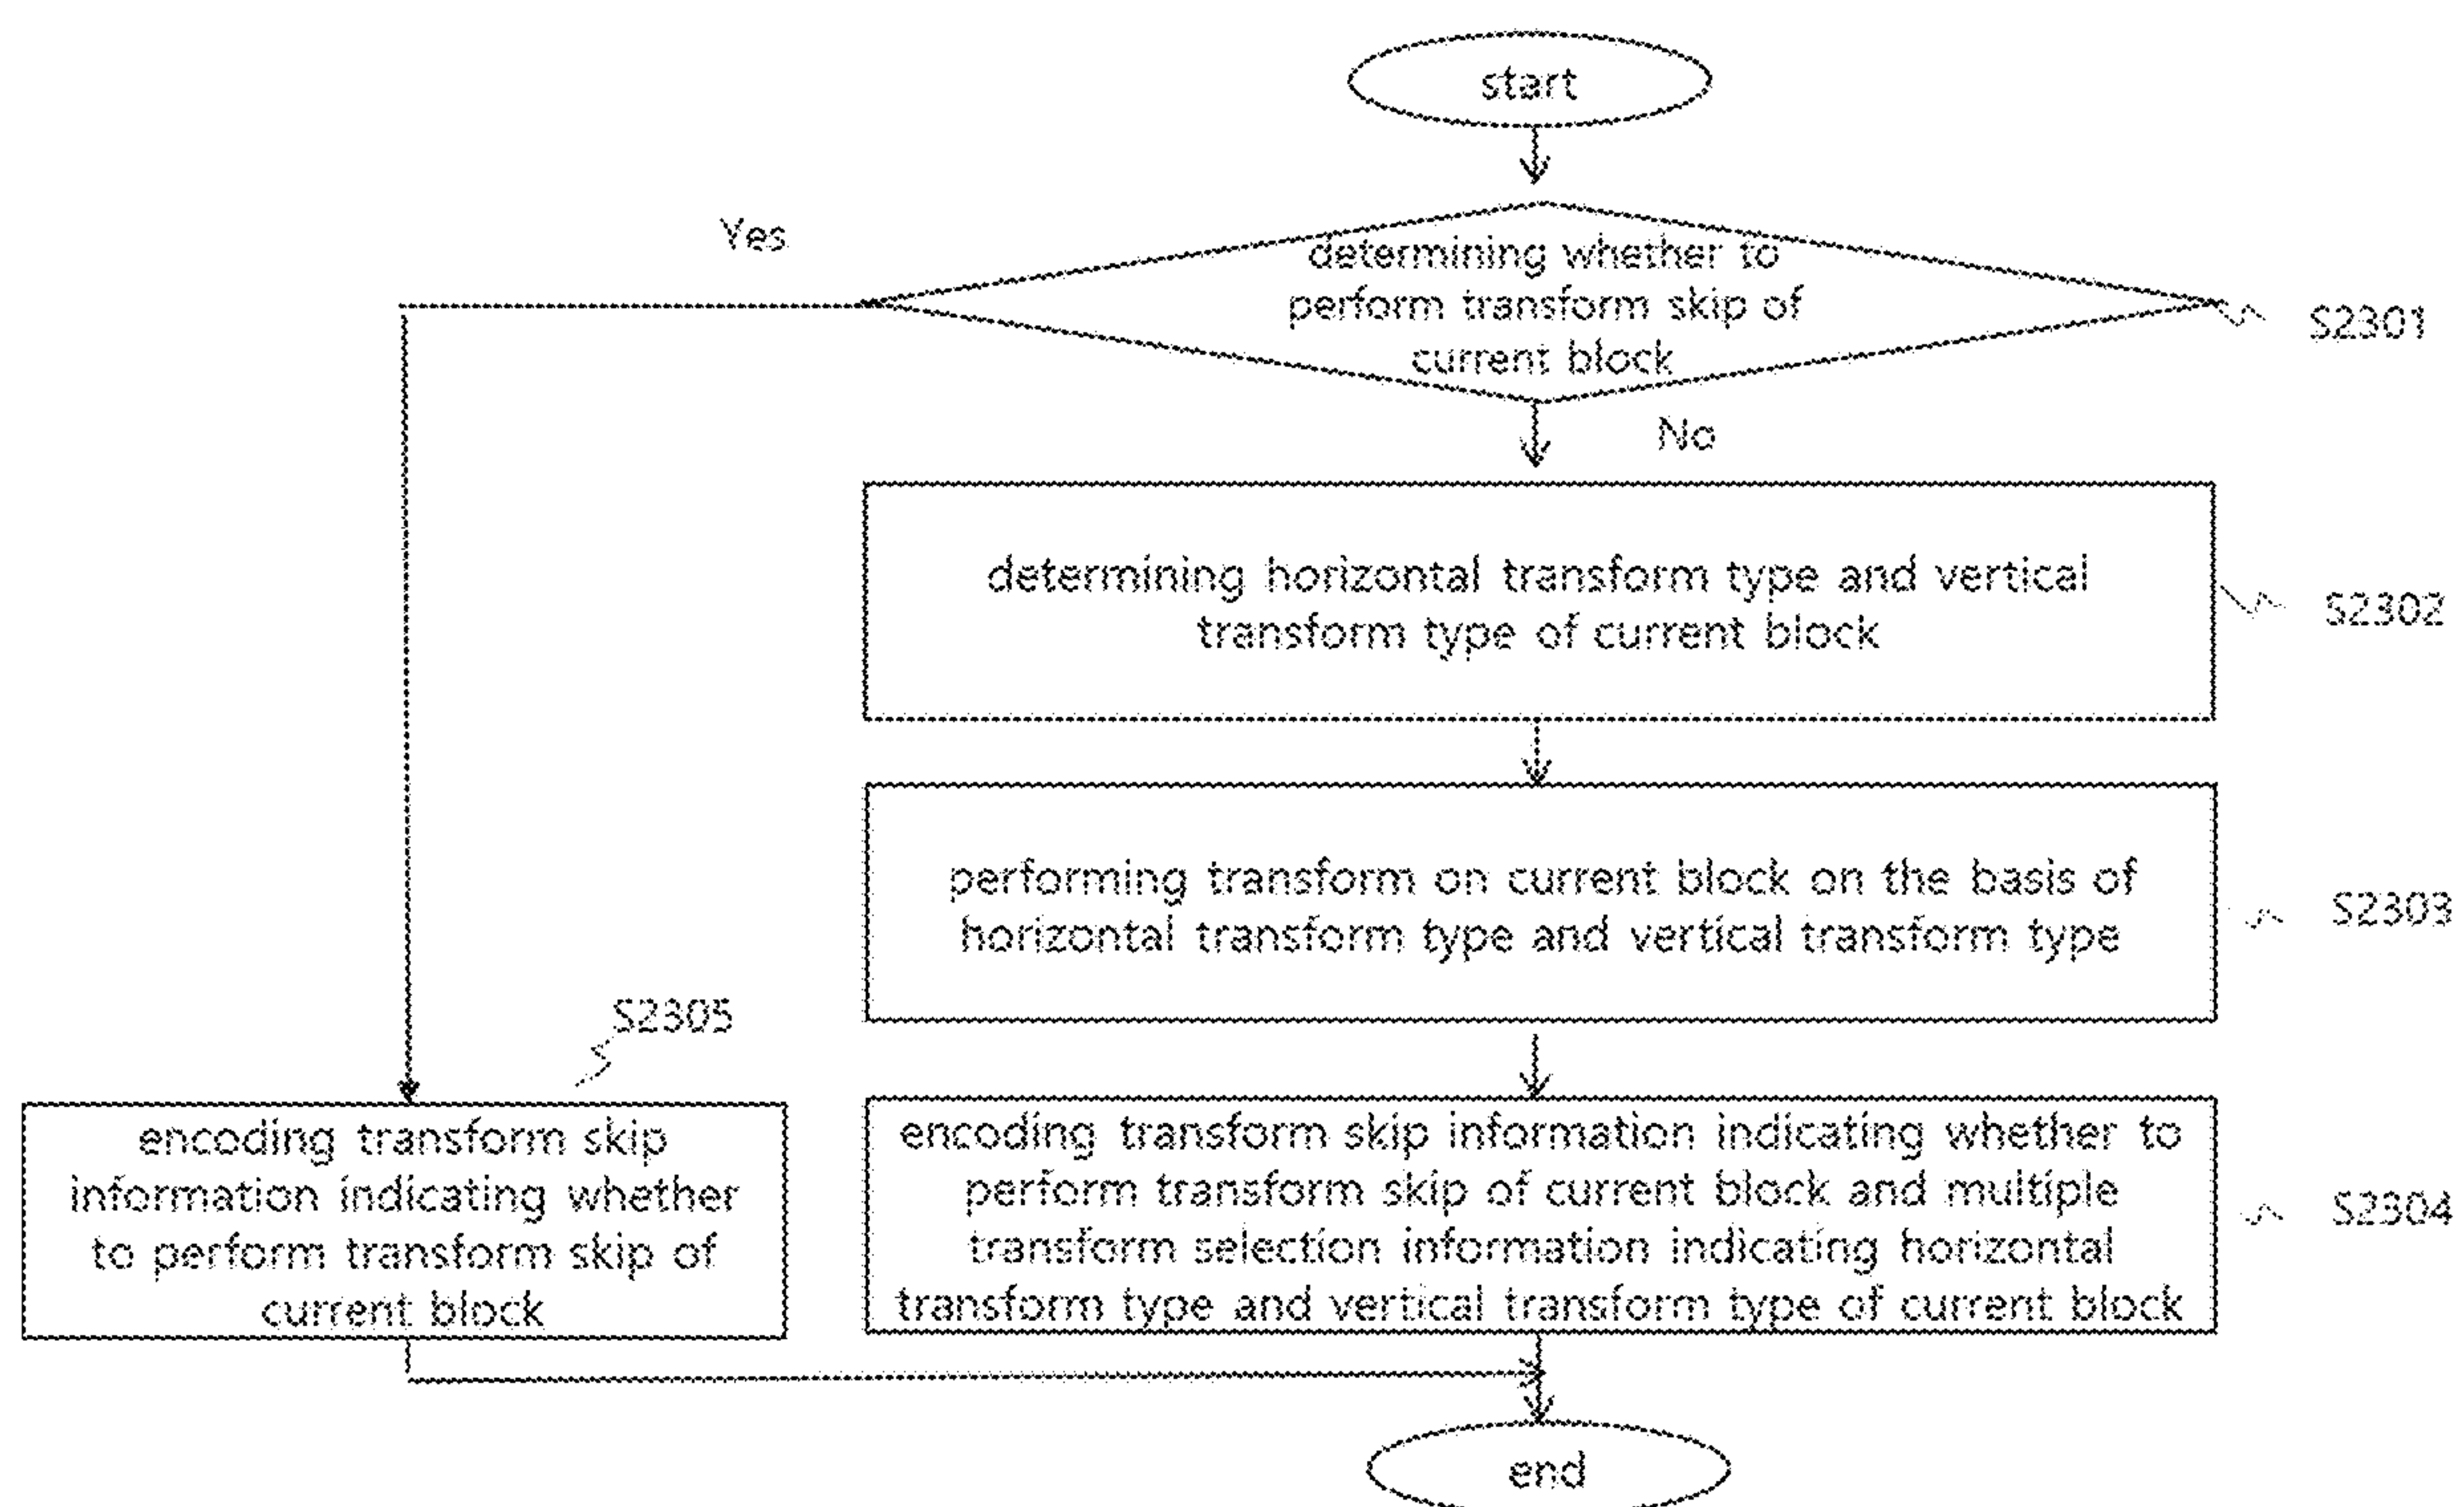 start
Yes
determining whether to
perform transform skip of
current block
S2301
No
determining horizontal transform type and vertical
transform type of current block
S2302
performing transform on current block on the basis of
horizontal transform type and vertical transform type
S2303
S2305
encoding transform skip
information indicating whether
to perform transform skip of
current block
encoding transform skip information indicating whether to
perform transform skip of current block and multiple
transform selection information indicating horizontal
transform type and vertical transform type of current block
S2304
end